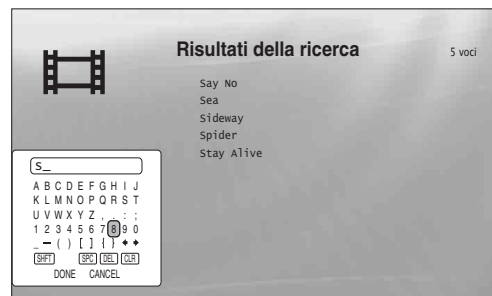 Risultati della ricerca
5 voci
Say No
Sea
Sideway
Spider
Stay Alive
S_
A B C D E F G H I J
K L M N O P Q R S T
U V W X Y Z , . : ;
1 2 3 4 5 6 7 8 9 0
_ – ( ) [ ] { }
SHFT SPC DEL CLR
DONE CANCEL